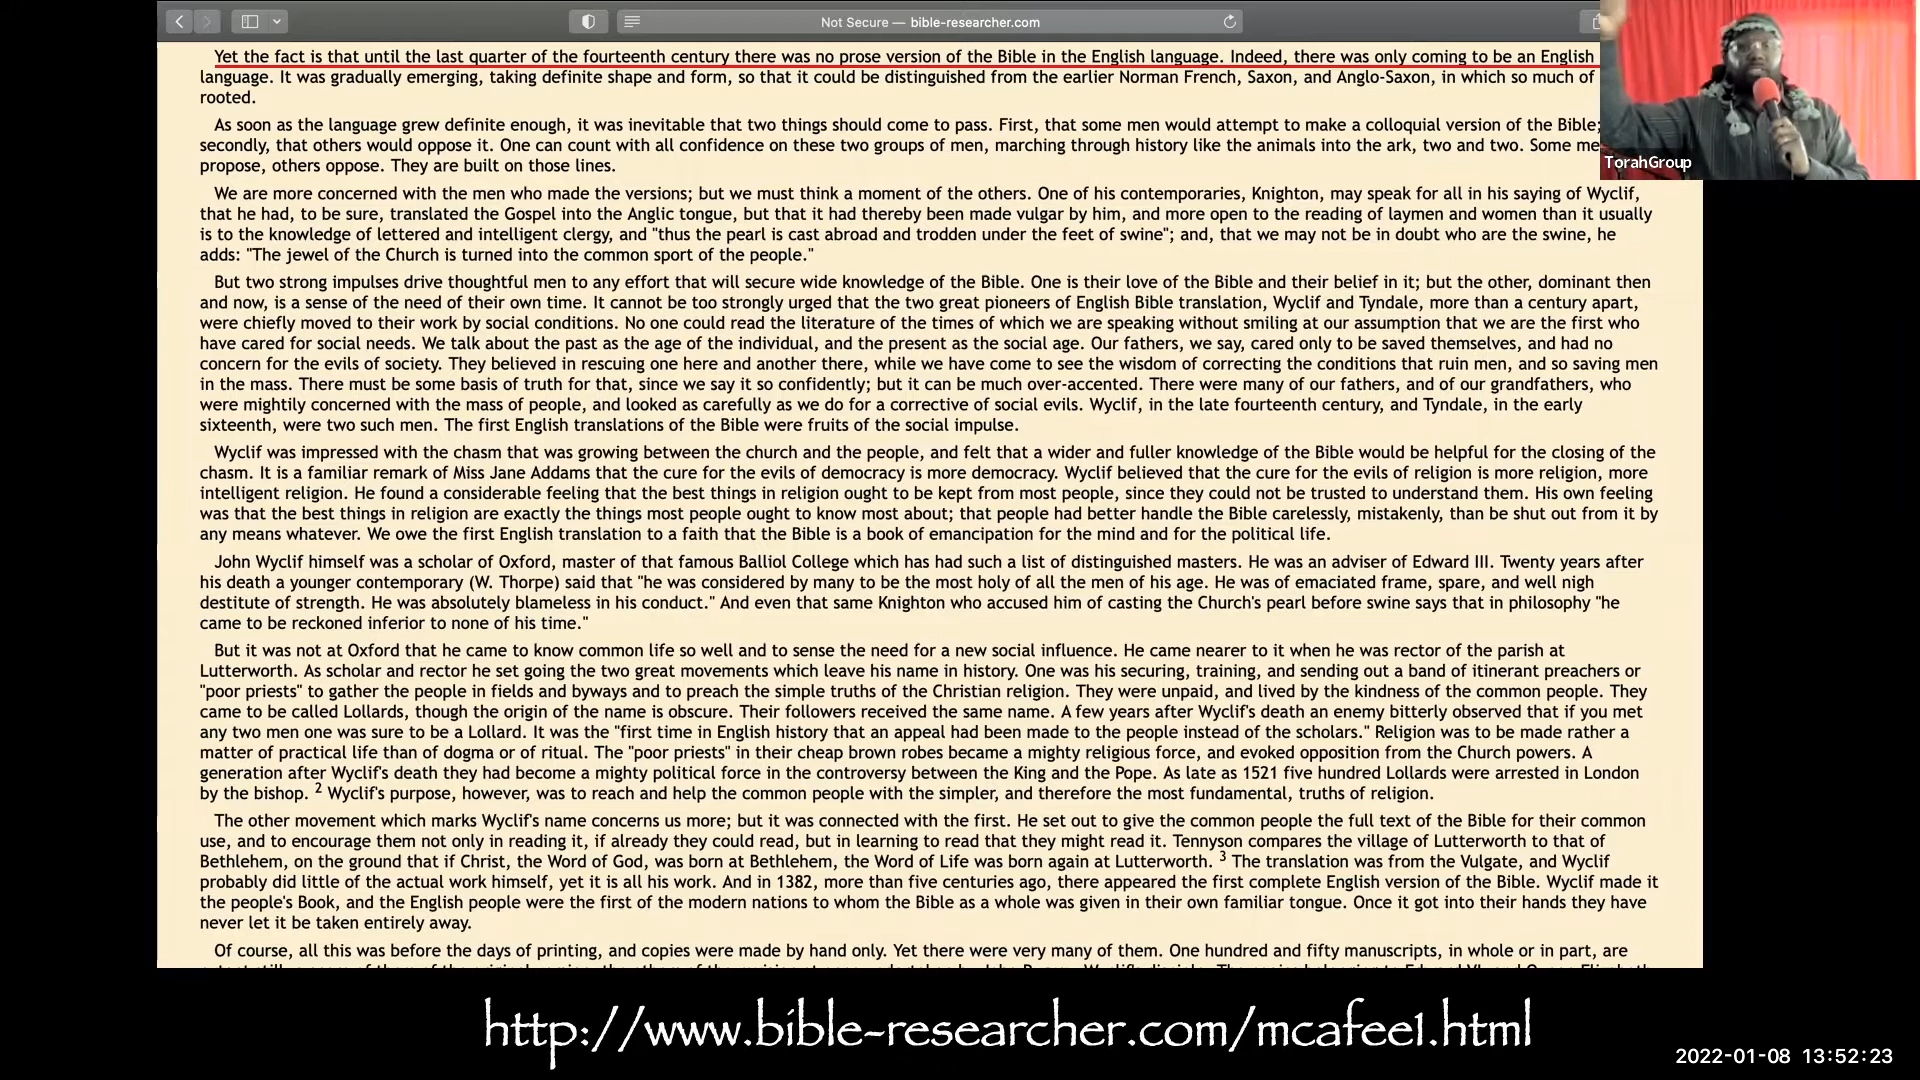 Not Secure — bible-researcher.com
Yet the fact is that until the last quarter of the fourteenth century there was no prose version of the Bible in the English language. Indeed, there was only coming to be an English
language. It was gradually emerging, taking definite shape and form, so that it could be distinguished from the earlier Norman French, Saxon, and Anglo-Saxon, in which so much of
rooted.
As soon as the language grew definite enough, it was inevitable that two things should come to pass. First, that some men would attempt to make a colloquial version of the Bible;
secondly, that others would oppose it. One can count with all confidence on these two groups of men, marching through history like the animals into the ark, two and two. Some
propose, others oppose. They are built on those lines.
TorahGroup
We are more concerned with the men who made the versions; but we must think a moment of the others. One of his contemporaries, Knighton, may speak for all in his saying of Wyclif,
that he had, to be sure, translated the Gospel into the Anglic tongue, but that it had thereby been made vulgar by him, and more open to the reading of laymen and women than it usually
is to the knowledge of lettered and intelligent clergy, and "thus the pearl is cast abroad and trodden under the feet of swine"; and, that we may not be in doubt who are the swine, he
adds: "The jewel of the Church is turned into the common sport of the people."
But two strong impulses drive thoughtful men to any effort that will secure wide knowledge of the Bible. One is their love of the Bible and their belief in it; but the other, dominant then
and now, is a sense of the need of their own time. It cannot be too strongly urged that the two great pioneers of English Bible translation, Wyclif and Tyndale, more than a century apart,
were chiefly moved to their work by social conditions. No one could read the literature of the times of which we are speaking without smiling at our assumption that we are the first who
have cared for social needs. We talk about the past as the age of the individual, and the present as the social age. Our fathers, we say, cared only to be saved themselves, and had no
concern for the evils of society. They believed in rescuing one here and another there, while we have come to see the wisdom of correcting the conditions that ruin men, and so saving men
in the mass. There must be some basis of truth for that, since we say it so confidently; but it can be much over-accented. There were many of our fathers, and of our grandfathers, who
were mightily concerned with the mass of people, and looked as carefully as we do for a corrective of social evils. Wyclif, in the late fourteenth century, and Tyndale, in the early
sixteenth, were two such men. The first English translations of the Bible were fruits of the social impulse.
Wyclif was impressed with the chasm that was growing between the church and the people, and felt that a wider and fuller knowledge of the Bible would be helpful for the closing of the
chasm. It is a familiar remark of Miss Jane Addams that the cure for the evils of democracy is more democracy. Wyclif believed that the cure for the evils of religion is more religion, more
intelligent religion. He found a considerable feeling that the best things in religion ought to be kept from most people, since they could not be trusted to understand them. His own feeling
was that the best things in religion are exactly the things most people ought to know most about; that people had better handle the Bible carelessly, mistakenly, than be shut out from it by
any means whatever. We owe the first English translation to a faith that the Bible is a book of emancipation for the mind and for the political life.
John Wyclif himself was a scholar of Oxford, master of that famous Balliol College which has had such a list of distinguished masters. He was an adviser of Edward III. Twenty years after
his death a younger contemporary (W. Thorpe) said that "he was considered by many to be the most holy of all the men of his age. He was of emaciated frame, spare, and well nigh
destitute of strength. He was absolutely blameless in his conduct." And even that same Knighton who accused him of casting the Church's pearl before swine says that in philosophy "he
came to be reckoned inferior to none of his time."
But it was not at Oxford that he came to know common life so well and to sense the need for a new social influence. He came nearer to it when he was rector of the parish at
Lutterworth. As scholar and rector he set going the two great movements which leave his name in history. One was his securing, training, and sending out a band of itinerant preachers or
"poor priests" to gather the people in fields and byways and to preach the simple truths of the Christian religion. They were unpaid, and lived by the kindness of the common people. They
came to be called Lollards, though the origin of the name is obscure. Their followers received the same name. A few years after Wyclif's death an enemy bitterly observed that if you met
any two men one was sure to be a Lollard. It was the "first time in English history that an appeal had been made to the people instead of the scholars." Religion was to be made rather a
matter of practical life than of dogma or of ritual. The "poor priests" in their cheap brown robes became a mighty religious force, and evoked opposition from the Church powers. A
generation after Wyclif's death they had become a mighty political force in the controversy between the King and the Pope. As late as 1521 five hundred Lollards were arrested in London
by the bishop. 2 Wyclif's purpose, however, was to reach and help the common people with the simpler, and therefore the most fundamental, truths of religion.
The other movement which marks Wyclif's name concerns us more; but it was connected with the first. He set out to give the common people the full text of the Bible for their common
use, and to encourage them not only in reading it, if already they could read, but in learning to read that they might read it. Tennyson compares the village of Lutterworth to that of
Bethlehem, on the ground that if Christ, the Word of God, was born at Bethlehem, the Word of Life was born again at Lutterworth. 3 The translation was from the Vulgate, and Wyclif
probably did little of the actual work himself, yet it is all his work. And in 1382, more than five centuries ago, there appeared the first complete English version of the Bible. Wyclif made it
the people's Book, and the English people were the first of the modern nations to whom the Bible as a whole was given in their own familiar tongue. Once it got into their hands they have
never let it be taken entirely away.
Of course, all this was before the days of printing, and copies were made by hand only. Yet there were very many of them. One hundred and fifty manuscripts, in whole or in part, are
http://www.bible-researcher.com/mcafee1.html
2022-01-08 13:52:23